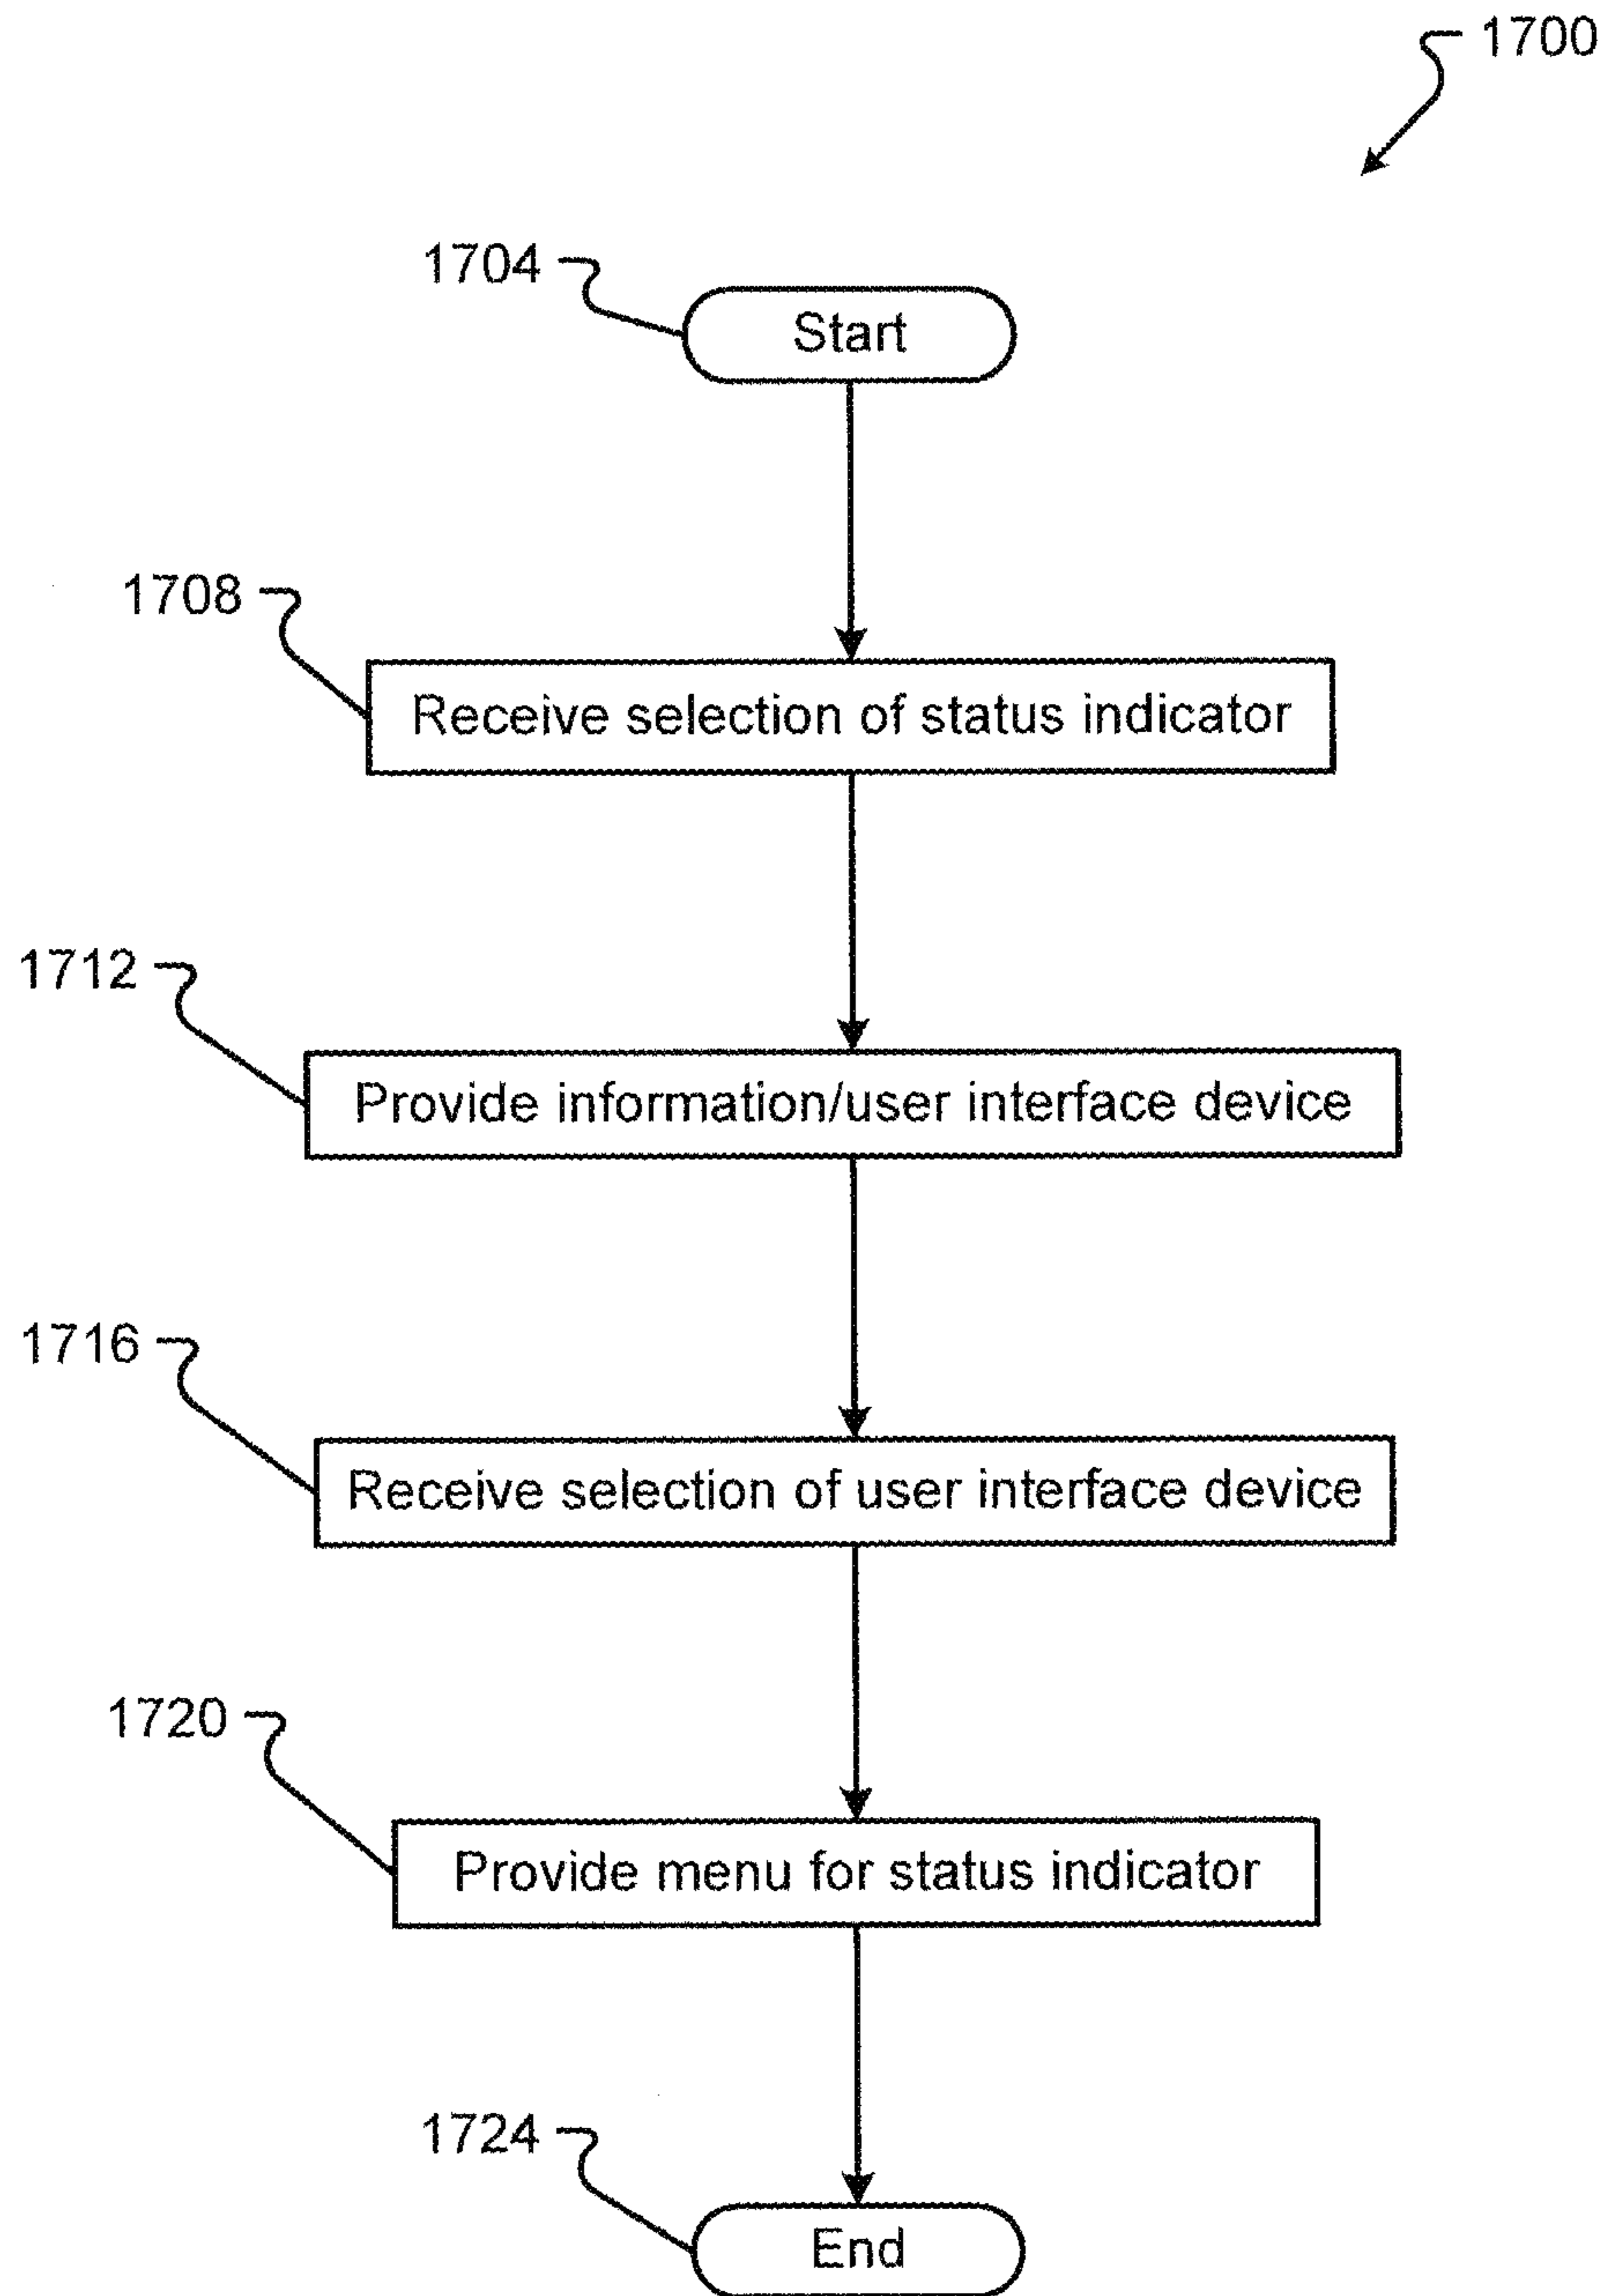 1700
1704
Start
1708
Receive selection of status indicator
1712
Provide information/user interface device
1716
Receive selection of user interface device
1720
Provide menu for status indicator
1724
End